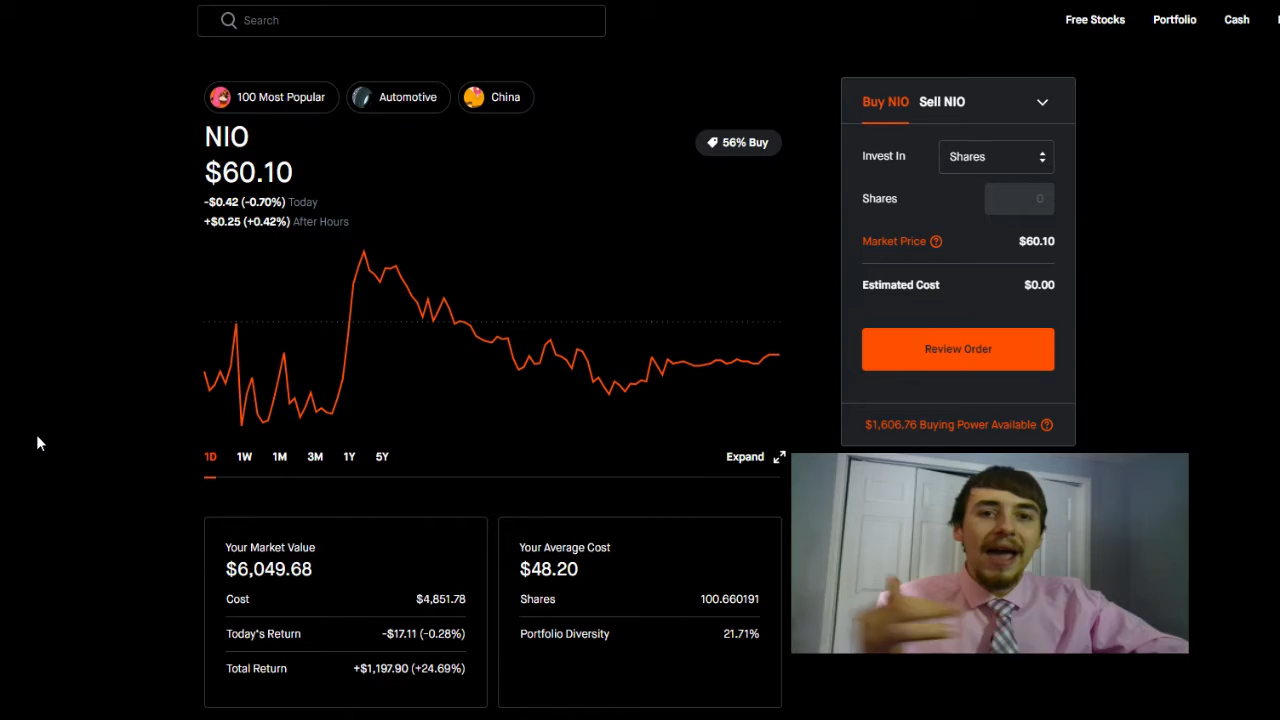 Search
Free Stocks Portfolio Cash
100 Most Popular Automotive China
NIO
$60.10
56% Buy
-$0.42 (-0.70%) Today
+$0.25 (+0.42%) After Hours
1D 1W 1M 3M 1Y 5Y
Expand
Buy NIO Sell NIO
Invest In Shares
Shares 0
Market Price ? $60.10
Estimated Cost $0.00
Review Order
$1,606.76 Buying Power Available ?
Your Market Value
$6,049.68
Cost $4,851.78
Today's Return -$17.11 (-0.28%)
Total Return +$1,197.90 (+24.69%)
Your Average Cost
$48.20
Shares 100.660191
Portfolio Diversity 21.71%